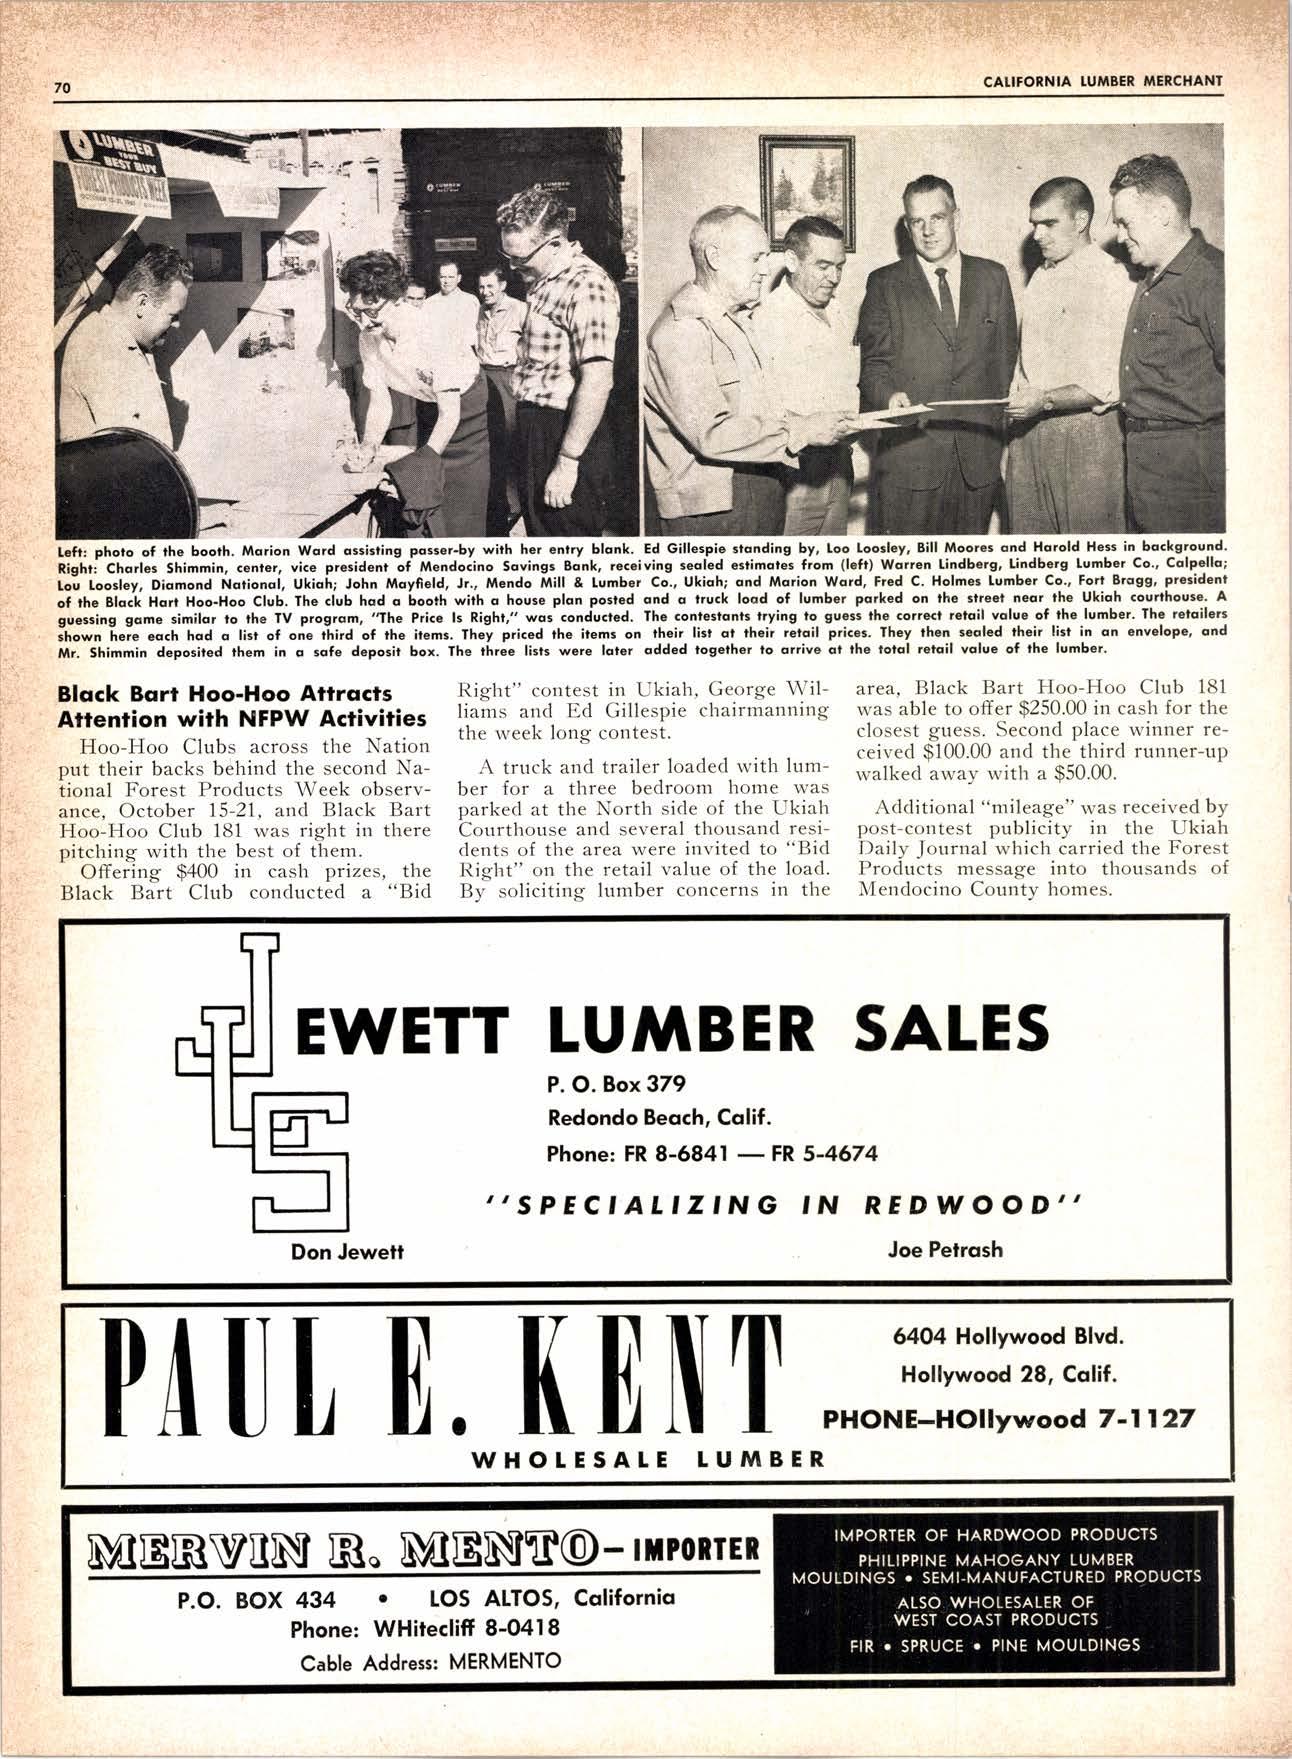 70
CALIFORNIA LUMBER MERCHANT
LUMBER
YOUR
BEST BUY
FOREST PRODUCTS WEEK
Left: photo of the booth. Marion Ward assisting passer-by with her entry blank. Ed Gillespie standing by, Loo Loosley, Bill Moores and Harold Hess in background.
Right: Charles Shimmin, center, vice president of Mendocino Savings Bank, receiving sealed estimates from (left) Warren Lindberg, Lindberg Lumber Co., Calpella;
Lou Loosley, Diamond National, Ukiah; John Mayfield, Jr., Mendo Mill & Lumber Co., Ukiah; and Marion Ward, Fred C. Holmes Lumber Co., Fort Bragg, president
of the Black Hart Hoo-Hoo Club. The club had a booth with a house plan posted and a truck load of lumber parked on the street near the Ukiah courthouse. A
guessing game similar to the TV program, "The Price Is Right," was conducted. The contestants trying to guess the correct retail value of the lumber. The retailers
shown here each had a list of one third of the items. They priced the items on their list at their retail prices. They then sealed their list in an envelope, and
Mr. Shimmin deposited them in a safe deposit box. The three lists were later added together to arrive at the total retail value of the lumber.
Black Bart Hoo-Hoo Attracts
Attention with NFPW Activities
Hoo-Hoo Clubs across the Nation
put their backs behind the second Na-
tional Forest Products Week observ-
ance, October 15-21, and Black Bart
Hoo-Hoo Club 181 was right in there
pitching with the best of them.
Offering $400 in cash prizes, the
Black Bart Club conducted a "Bid
Right" contest in Ukiah, George Wil-
liams and Ed Gillespie chairmanning
the week long contest.
A truck and trailer loaded with lum-
ber for a three bedroom home was
parked at the North side of the Ukiah
Courthouse and several thousand resi-
dents of the area were invited to "Bid
Right" on the retail value of the load.
By soliciting lumber concerns in the
area, Black Bart Hoo-Hoo Club 181
was able to offer $250.00 in cash for the
closest guess. Second place winner re-
ceived $100.00 and the third runner-up
walked away with a $50.00.
Additional "mileage" was received by
post-contest publicity in the Ukiah
Daily Journal which carried the Forest
Products message into thousands of
Mendocino County homes.
JEWETT LUMBER SALES
P. O. Box 379
Redondo Beach, Calif.
Phone: FR 8-6841 — FR 5-4674
"SPECIALIZING IN REDWOOD"
Don Jewett
Joe Petrash
PAUL E. KENT
WHOLESALE LUMBER
6404 Hollywood Blvd.
Hollywood 28, Calif.
PHONE—HOllywood 7-1127
MERVIN R. MENTO—IMPORTER
P.O. BOX 434 • LOS ALTOS, California
Phone: WHitecliff 8-0418
Cable Address: MERMENTO
IMPORTER OF HARDWOOD PRODUCTS
PHILIPPINE MAHOGANY LUMBER
MOULDINGS • SEMI-MANUFACTURED PRODUCTS
ALSO WHOLESALER OF
WEST COAST PRODUCTS
FIR • SPRUCE • PINE MOULDINGS